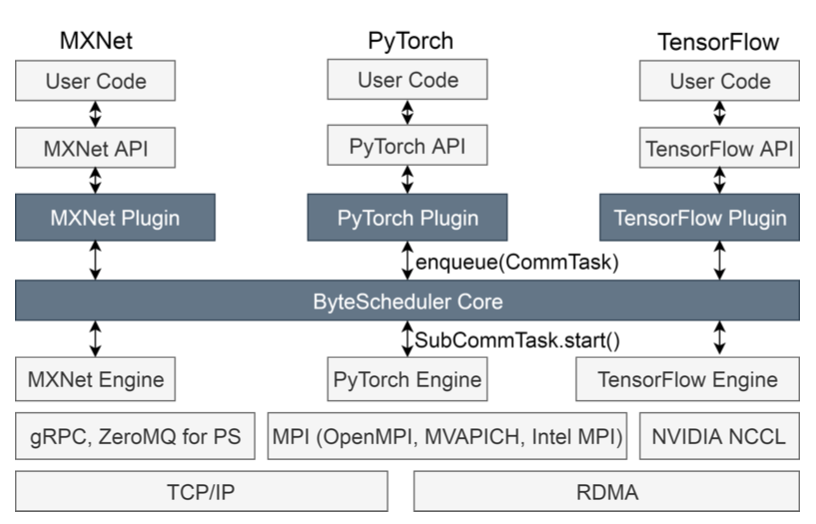 MXNet
PyTorch
TensorFlow
User Code
User Code
User Code
MXNet API
PyTorch API
TensorFlow API
MXNet Plugin
PyTorch Plugin
TensorFlow Plugin
enqueue(CommTask)
ByteScheduler Core
SubCommTask.start()
MXNet Engine
PyTorch Engine
TensorFlow Engine
gRPC, ZeroMQ for PS
MPI (OpenMPI, MVAPICH, Intel MPI)
NVIDIA NCCL
TCP/IP
RDMA